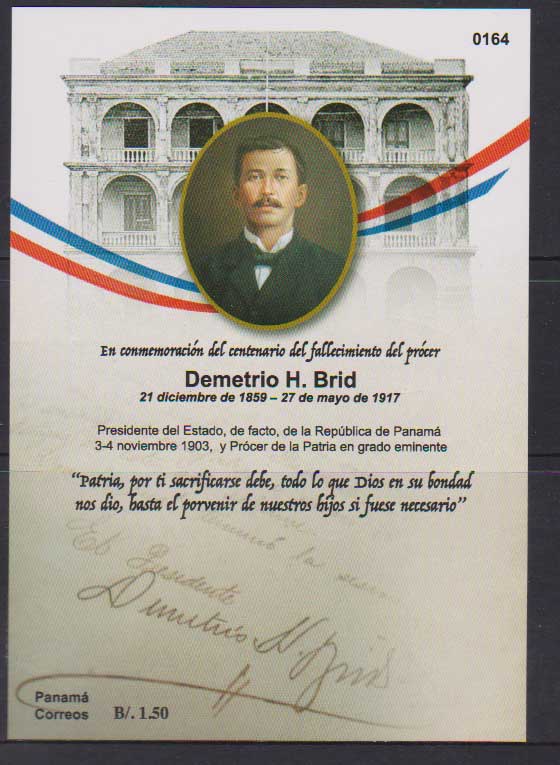 0164
En conmemoración del centenario del fallecimiento del prócer
Demetrio H. Brid
21 diciembre de 1859 – 27 de mayo de 1917
Presidente del Estado, de facto, de la República de Panamá
3-4 noviembre 1903, y Prócer de la Patria en grado eminente
“Patria, por ti sacrificarse debe, todo lo que Dios en su bondad
nos dio, hasta el porvenir de nuestros hijos si fuese necesario”
El Presidente
Demetrio H. Brid
Panamá
Correos B/. 1.50